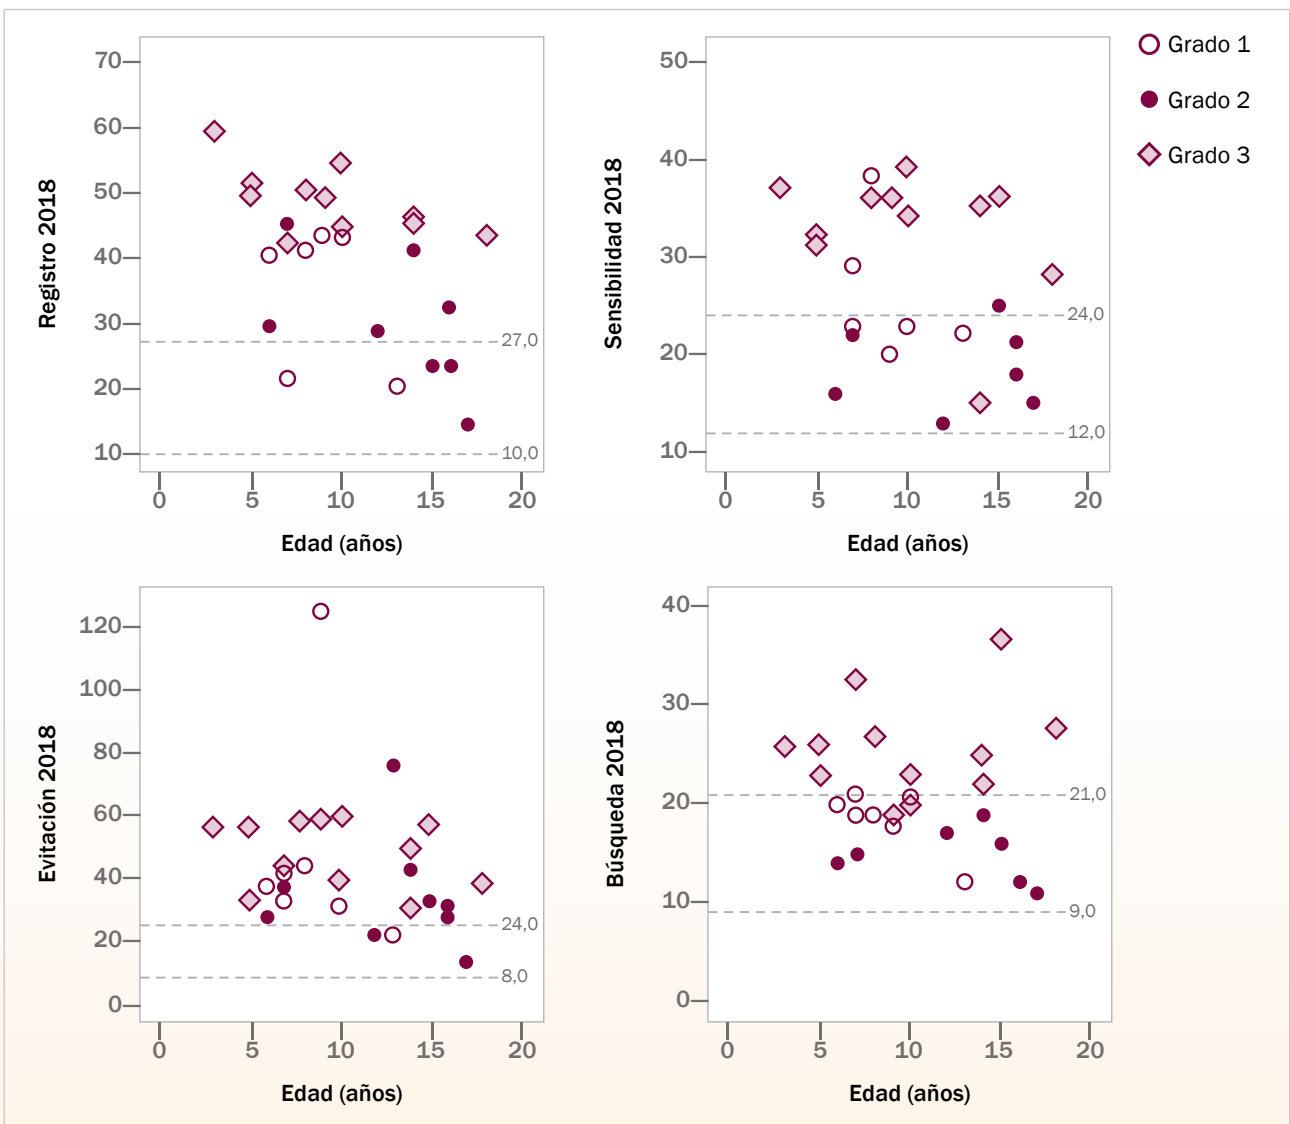 Grado 1
Grado 2
Grado 3
Registro 2018
70
60
50
40
30
20
10
27,0
10,0
0 5 10 15 20
Edad (años)
Sensibilidad 2018
50
40
30
20
10
24,0
12,0
0 5 10 15 20
Edad (años)
Evitación 2018
120
100
80
60
40
20
0
24,0
8,0
0 5 10 15 20
Edad (años)
Búsqueda 2018
40
30
20
10
0
21,0
9,0
0 5 10 15 20
Edad (años)